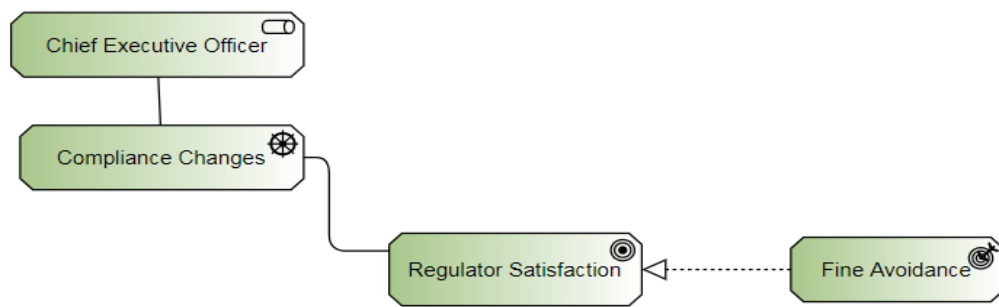 Chief Executive Officer
Compliance Changes
Regulator Satisfaction
Fine Avoidance